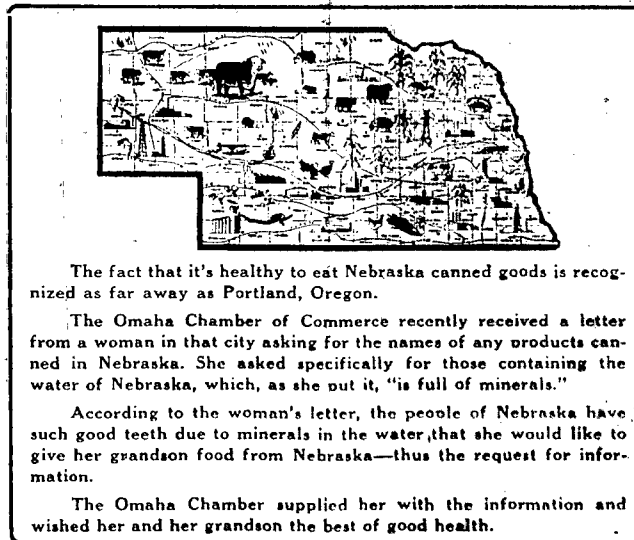 The fact that it's healthy to eat Nebraska canned goods is recog-
nized as far away as Portland, Oregon.
The Omaha Chamber of Commerce recently received a letter
from a woman in that city asking for the names of any products can-
ned in Nebraska. She asked specifically for those containing the
water of Nebraska, which, as she put it, "is full of minerals."
According to the woman's letter, the people of Nebraska have
such good teeth due to minerals in the water that she would like to
give her grandson food from Nebraska—thus the request for infor-
mation.
The Omaha Chamber supplied her with the information and
wished her and her grandson the best of good health.